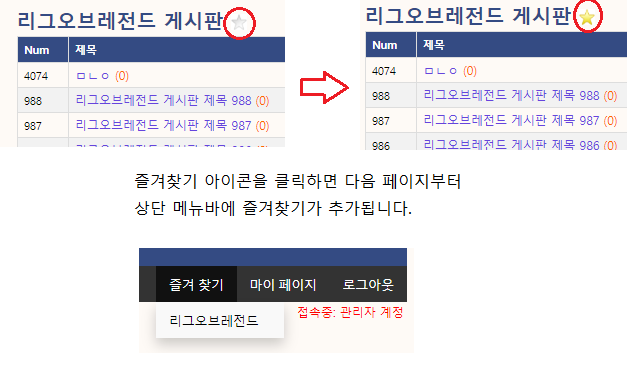 리그오브레전드 게시판
Num 제목
4074 ㅁㄴㅇ (0)
988 리그오브레전드 게시판 제목 988 (0)
987 리그오브레전드 게시판 제목 987 (0)
리그오브레전드 게시판
Num 제목
4074 ㅁㄴㅇ (0)
988 리그오브레전드 게시판 제목 988 (0)
987 리그오브레전드 게시판 제목 987 (0)
986 리그오브레전드 게시판 제목 986 (0)
즐겨찾기 아이콘을 클릭하면 다음 페이지부터
상단 메뉴바에 즐겨찾기가 추가됩니다.
즐겨 찾기 마이 페이지 로그아웃
리그오브레전드
접속중: 관리자 계정